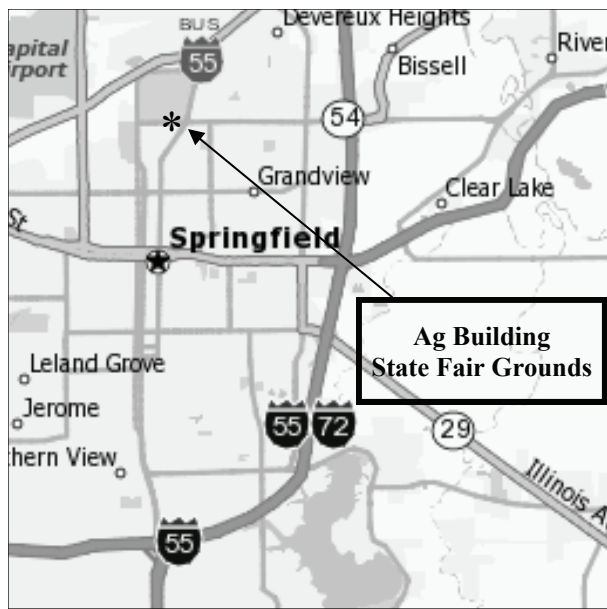 Devereux Heights
BUS
55
apital
irport
Bissell
River
54
*
Grandview
Clear Lake
St
Springfield
Ag Building
State Fair Grounds
Leland Grove
Jerome
55 72
29
thern View
Illinois A
55